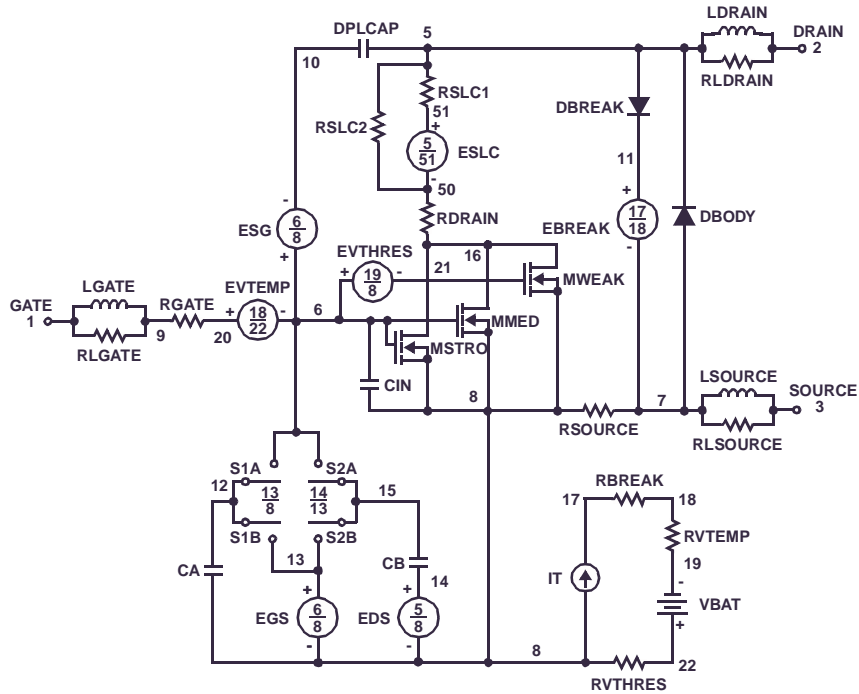 LDRAIN
DPLCAP
5
DRAIN
2
10
RLDRAIN
RSLC1
51
RSLC2
+
5
51
ESLC
-
50
DBREAK
11
+
17
18
EBREAK
-
DBODY
RDRAIN
-
6
8
ESG
+
EVTHRES
+
19
8
-
21
16
MWEAK
LGATE
GATE
1
RLGATE
9
RGATE
20
EVTEMP
+
18
22
-
6
MMED
MSTRO
CIN
8
RSOURCE
7
LSOURCE
SOURCE
3
RLSOURCE
12
S1A
13
8
S2A
14
13
15
S1B
S2B
13
CA
CB
14
+
6
8
EGS
-
+
5
8
EDS
-
RBREAK
17
18
RVTEMP
19
IT
-
VBAT
+
8
22
RVTHRES